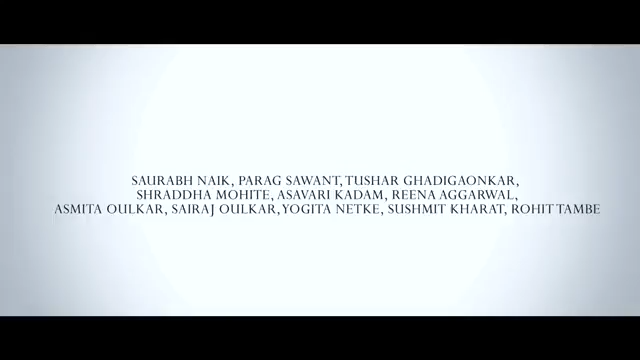 SAURABH NAIK, PARAG SAWANT, TUSHAR GHADIGAONKAR,
SHRADDHA MOHITE, ASAVARI KADAM, REENA AGGARWAL,
ASMITA OULKAR, SAIRAJ OULKAR, YOGITA NETKE, SUSHMIT KHARAT, ROHIT TAMBE